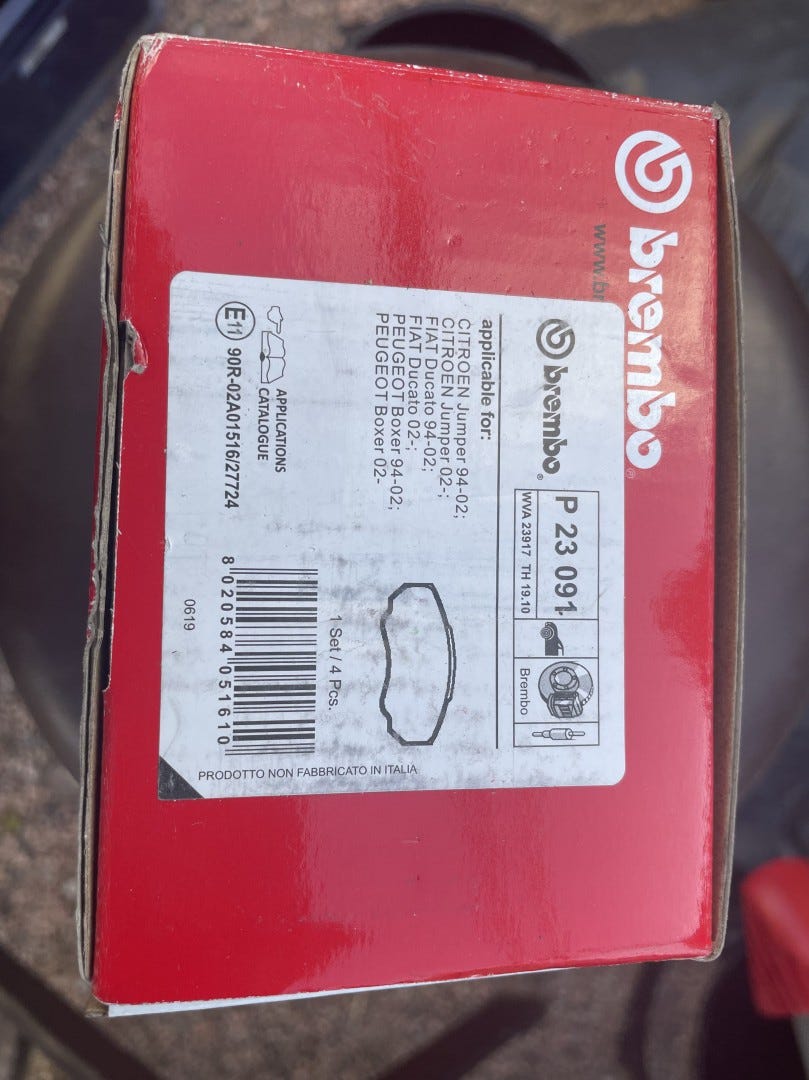 brembo®
www.br
brembo®
P 23 091
WVA 23917 TH 19.10
Brembo
applicable for:
CITROEN Jumper 94-02;
CITROEN Jumper 02-;
FIAT Ducato 94-02;
FIAT Ducato 02-;
PEUGEOT Boxer 94-02;
PEUGEOT Boxer 02-
1 Set / 4 Pcs.
APPLICATIONS
CATALOGUE
E11 90R-02A01516/27724
8 020584 051610
0619
PRODOTTO NON FABBRICATO IN ITALIA